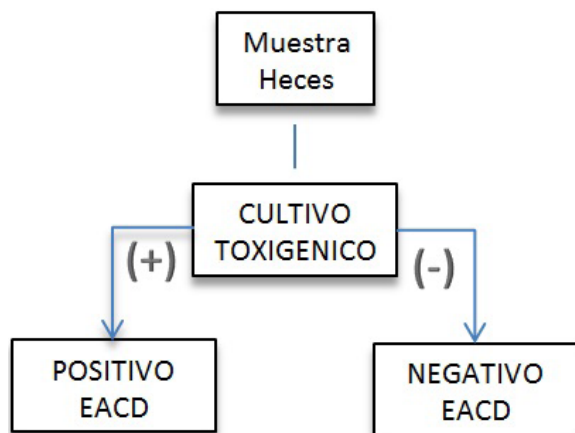 Muestra
Heces
CULTIVO
TOXIGENICO
(+)
(-)
POSITIVO
EACD
NEGATIVO
EACD